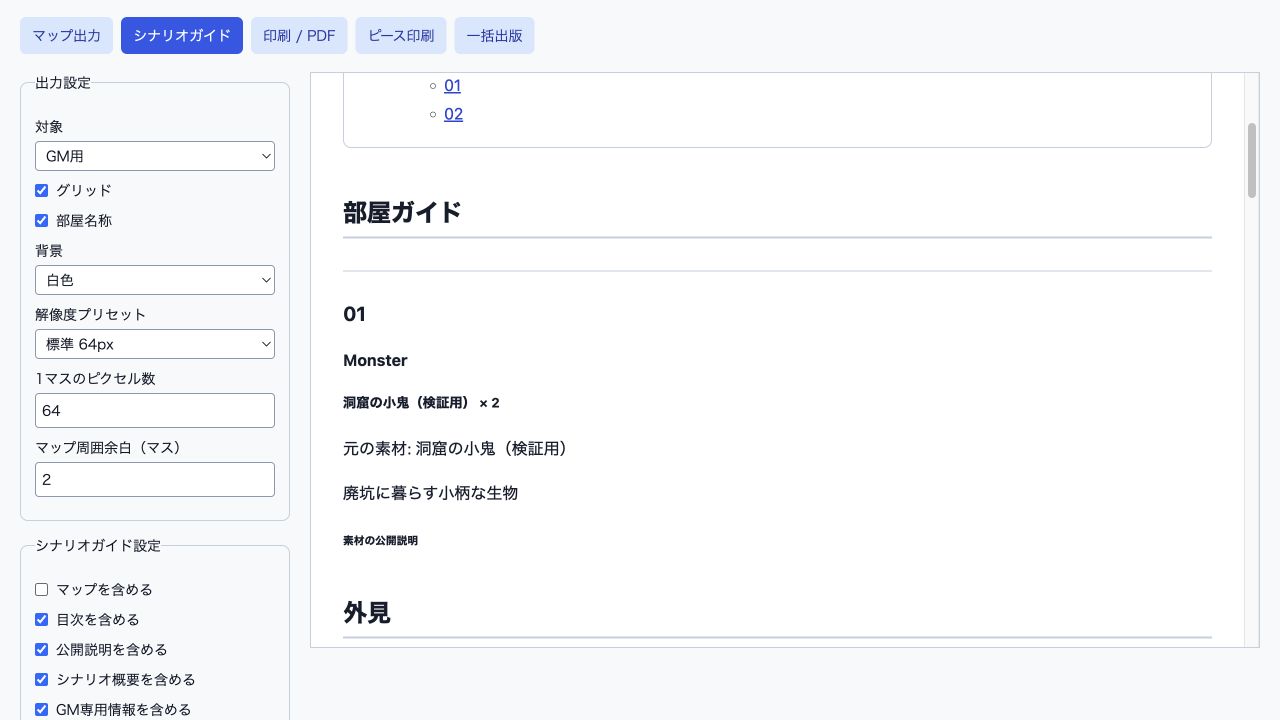 マップ出力
シナリオガイド
印刷 / PDF
ピース印刷
一括出版
出力設定
対象
GM用
グリッド
部屋名称
背景
白色
解像度プリセット
標準 64px
1マスのピクセル数
64
マップ周囲余白（マス）
2
シナリオガイド設定
マップを含める
目次を含める
公開説明を含める
シナリオ概要を含める
GM専用情報を含める
01
02
部屋ガイド
01
Monster
洞窟の小鬼（検証用） × 2
元の素材: 洞窟の小鬼（検証用）
廃坑に暮らす小柄な生物
素材の公開説明
外見